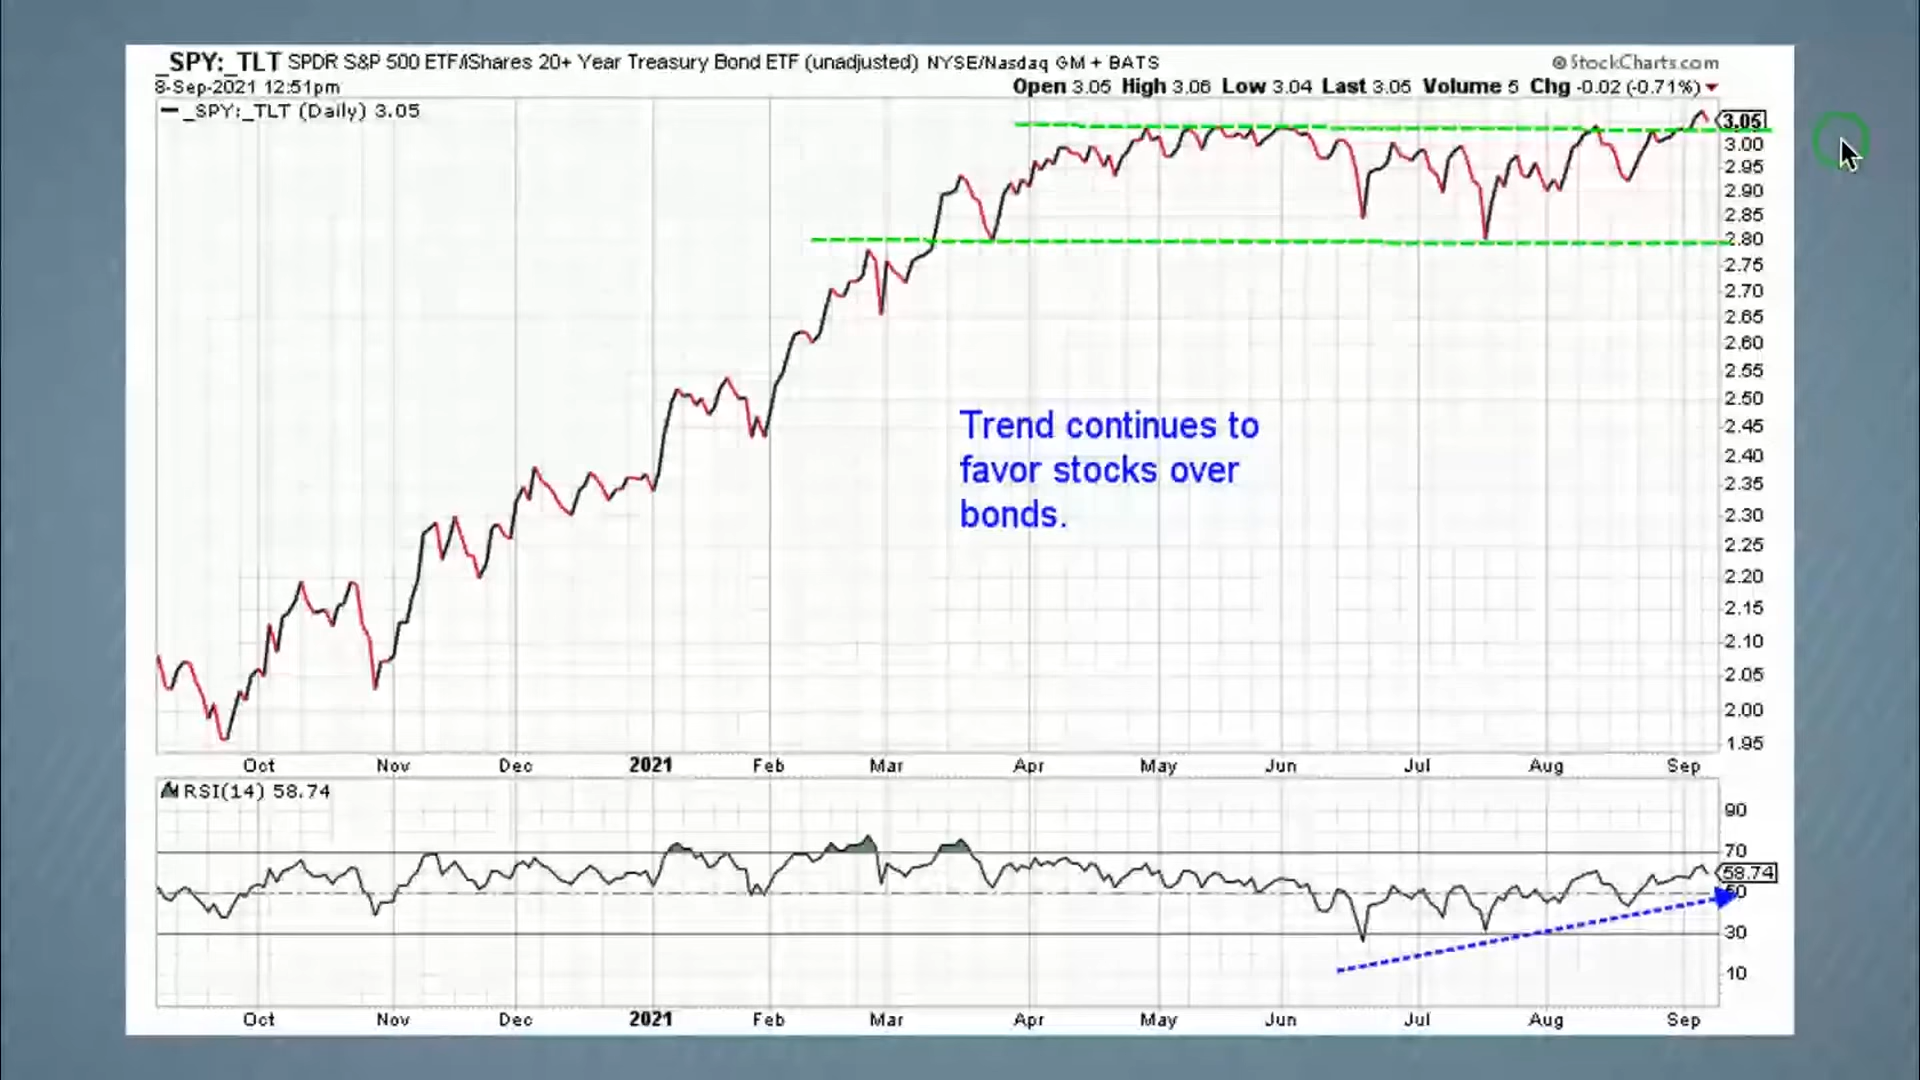 _SPY:_TLT SPDR S&P 500 ETF/iShares 20+ Year Treasury Bond ETF (unadjusted) NYSE/Nasdaq GM + BATS
© StockCharts.com
8-Sep-2021 12:51pm
Open 3.05 High 3.06 Low 3.04 Last 3.05 Volume 5 Chg -0.02 (-0.71%)
_SPY:_TLT (Daily) 3.05
3.05
3.00
2.95
2.90
2.85
2.80
2.75
2.70
2.65
2.60
2.55
2.50
2.45
2.40
2.35
2.30
2.25
2.20
2.15
2.10
2.05
2.00
1.95
Trend continues to
favor stocks over
bonds.
Oct Nov Dec 2021 Feb Mar Apr May Jun Jul Aug Sep
RSI(14) 58.74
90
70
58.74
50
30
10
Oct Nov Dec 2021 Feb Mar Apr May Jun Jul Aug Sep